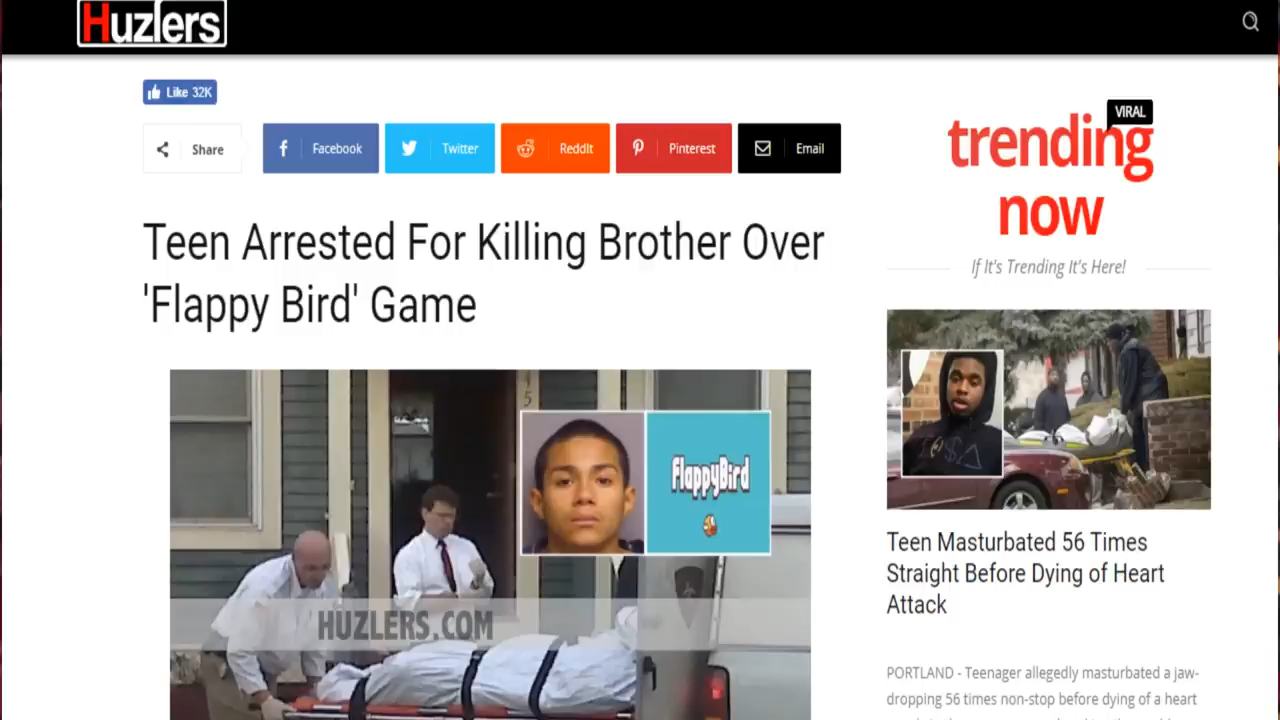 Huzlers
Like 32K
Share
Facebook
Twitter
ReddIt
Pinterest
Email
Teen Arrested For Killing Brother Over
'Flappy Bird' Game
FlappyBird
HUZLERS.COM
VIRAL
trending
now
If It's Trending It's Here!
Teen Masturbated 56 Times
Straight Before Dying of Heart
Attack
PORTLAND - Teenager allegedly masturbated a jaw-
dropping 56 times non-stop before dying of a heart